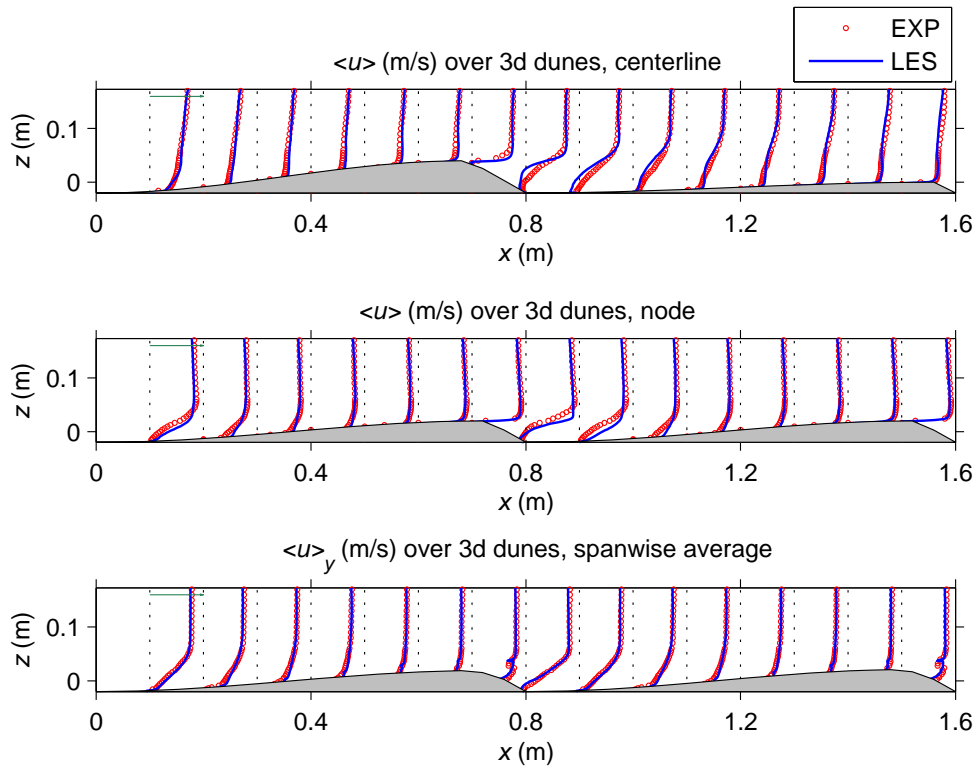 EXP
LES
<u> (m/s) over 3d dunes, centerline
0.1
0
z (m)
0 0.4 0.8 1.2 1.6
x (m)
<u> (m/s) over 3d dunes, node
0.1
0
z (m)
0 0.4 0.8 1.2 1.6
x (m)
<u>y (m/s) over 3d dunes, spanwise average
0.1
0
z (m)
0 0.4 0.8 1.2 1.6
x (m)